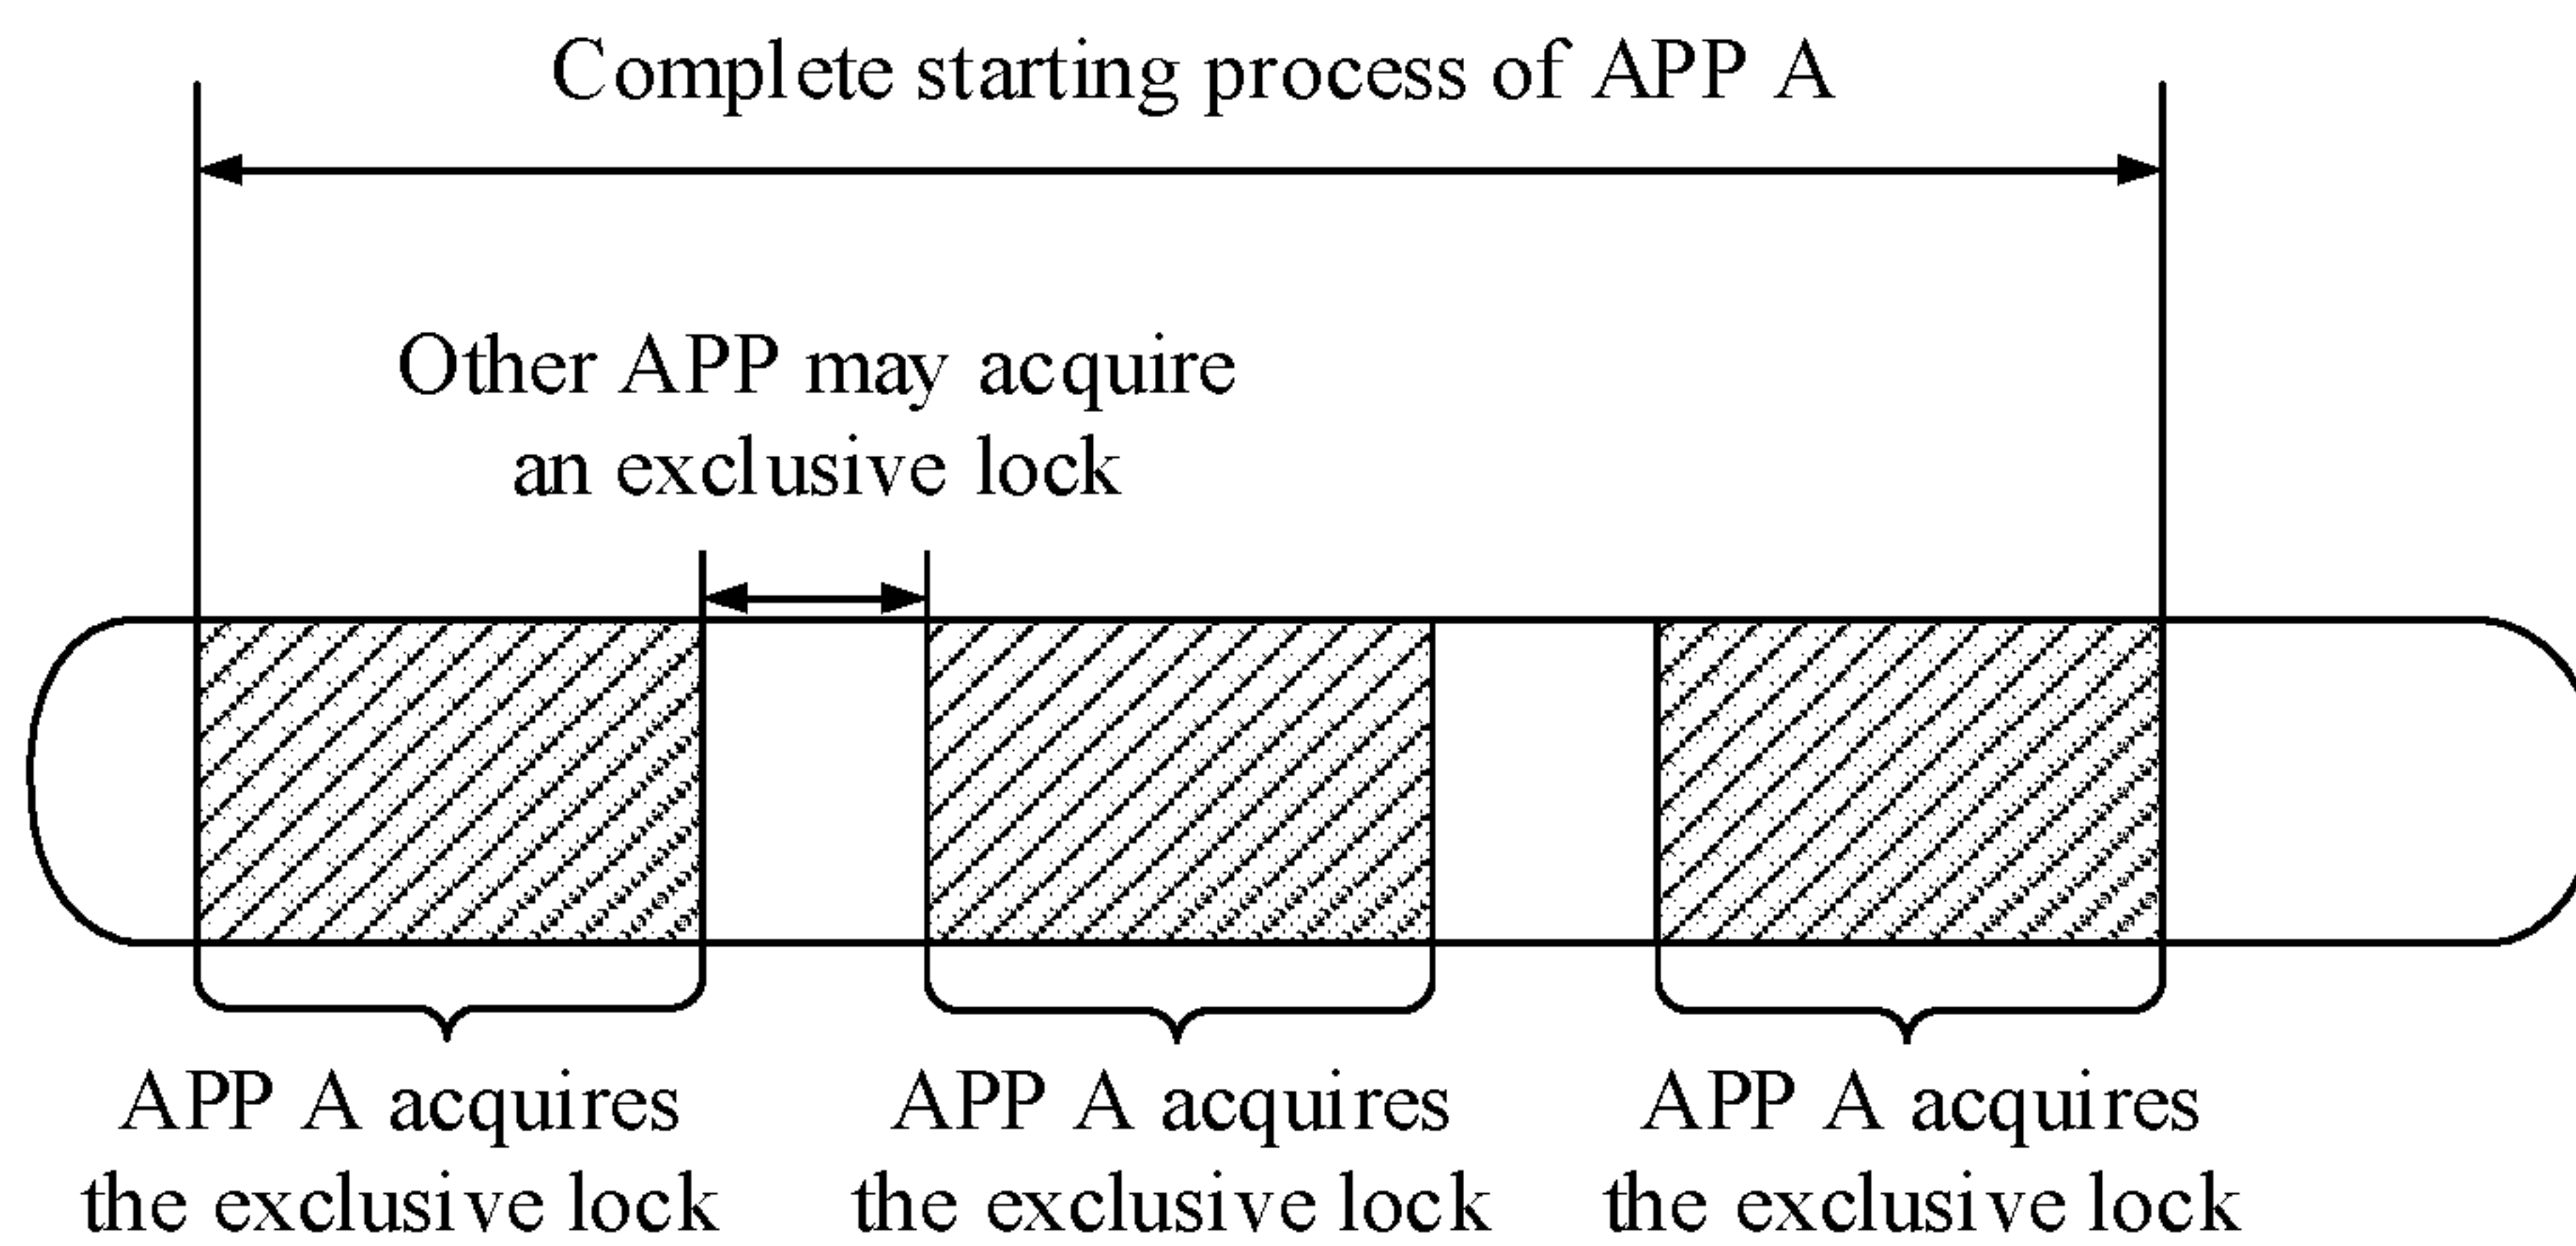 Complete starting process of APP A
Other APP may acquire
an exclusive lock
APP A acquires
the exclusive lock
APP A acquires
the exclusive lock
APP A acquires
the exclusive lock